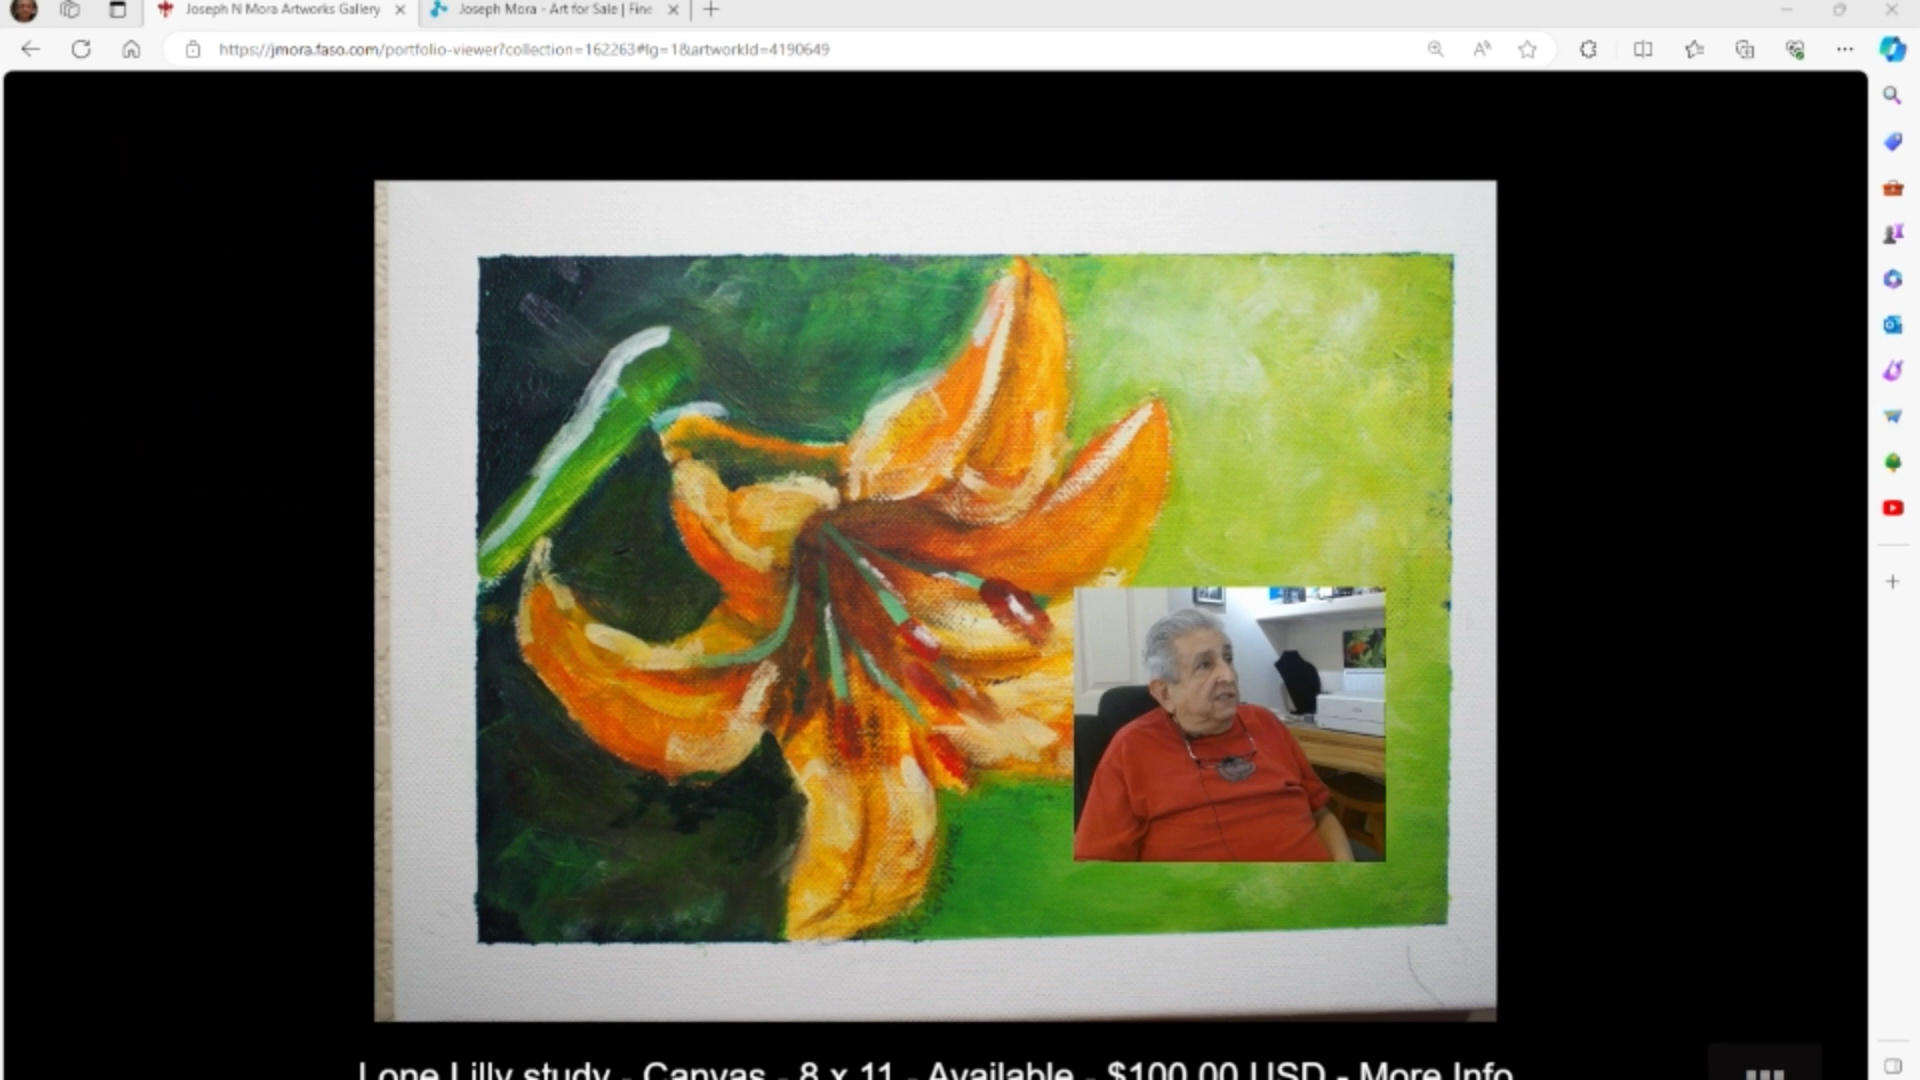 Joseph N Mora Artworks Gallery
Joseph Mora - Art for Sale | Fine
https://jmora.faso.com/portfolio-viewer?collection=162263#lg=1&artworkId=4190649
Lone Lilly study - Canvas - 8 x 11 - Available - $100.00 USD - More Info